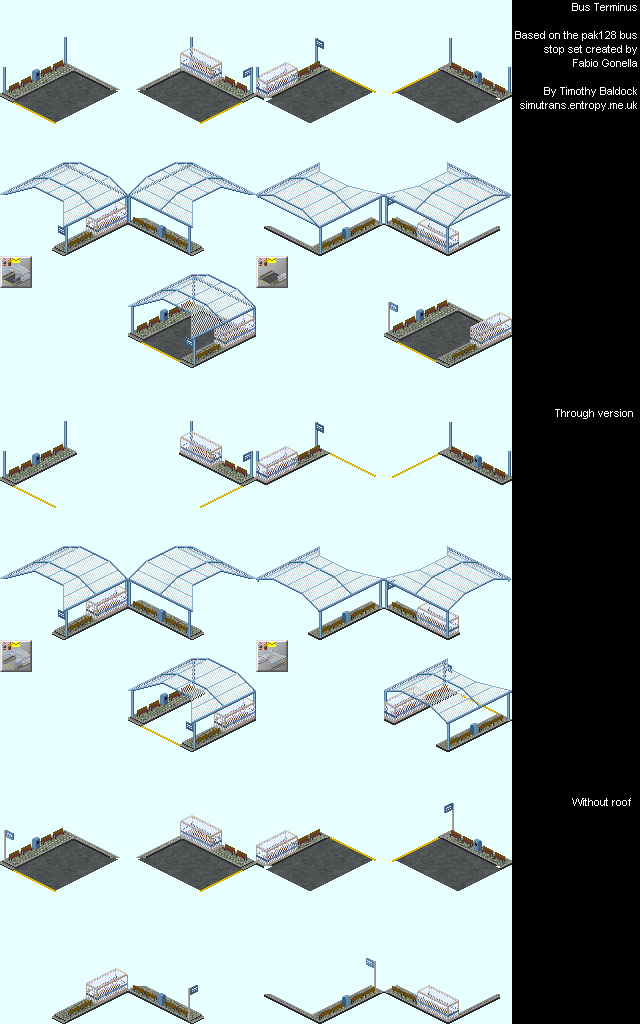 Bus Terminus
Based on the pak128 bus
stop set created by
Fabio Gonella
By Timothy Baldock
simutrans.entropy.me.uk
Through version
Without roof